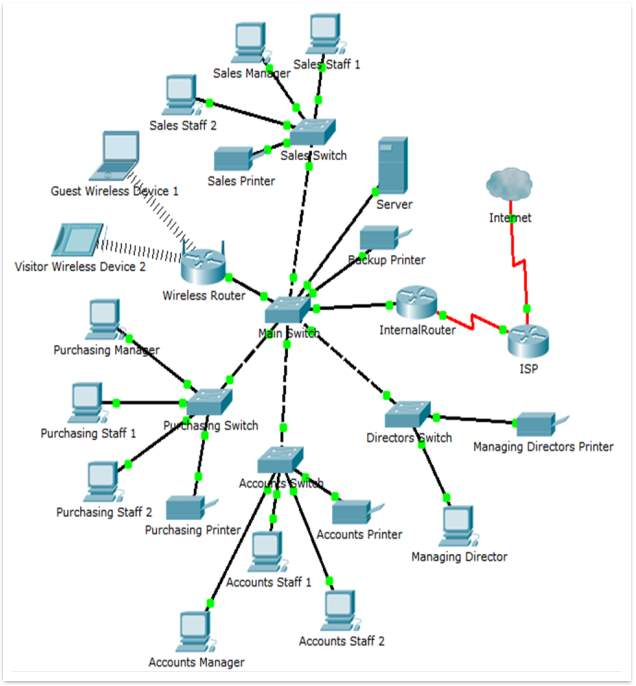 Sales Staff 1
Sales Manager
Sales Staff 2
Sales Switch
Sales Printer
Guest Wireless Device 1
Server
Internet
Visitor Wireless Device 2
Backup Printer
Wireless Router
Main Switch
InternalRouter
ISP
Purchasing Manager
Purchasing Staff 1
Purchasing Switch
Directors Switch
Managing Directors Printer
Accounts Switch
Purchasing Staff 2
Purchasing Printer
Accounts Printer
Managing Director
Accounts Staff 1
Accounts Staff 2
Accounts Manager